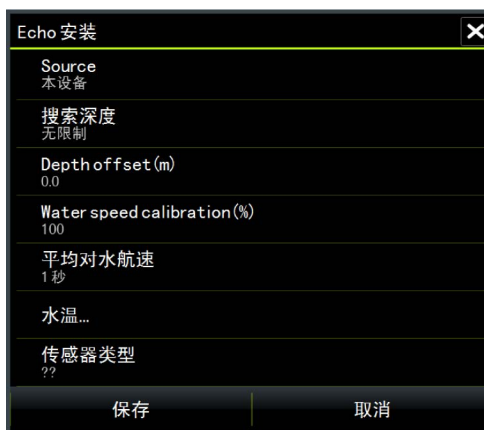 Echo 安装
Source
本设备
搜索深度
无限制
Depth offset(m)
0.0
Water speed calibration(%)
100
平均对水航速
1 秒
水温…
传感器类型
??
保存
取消